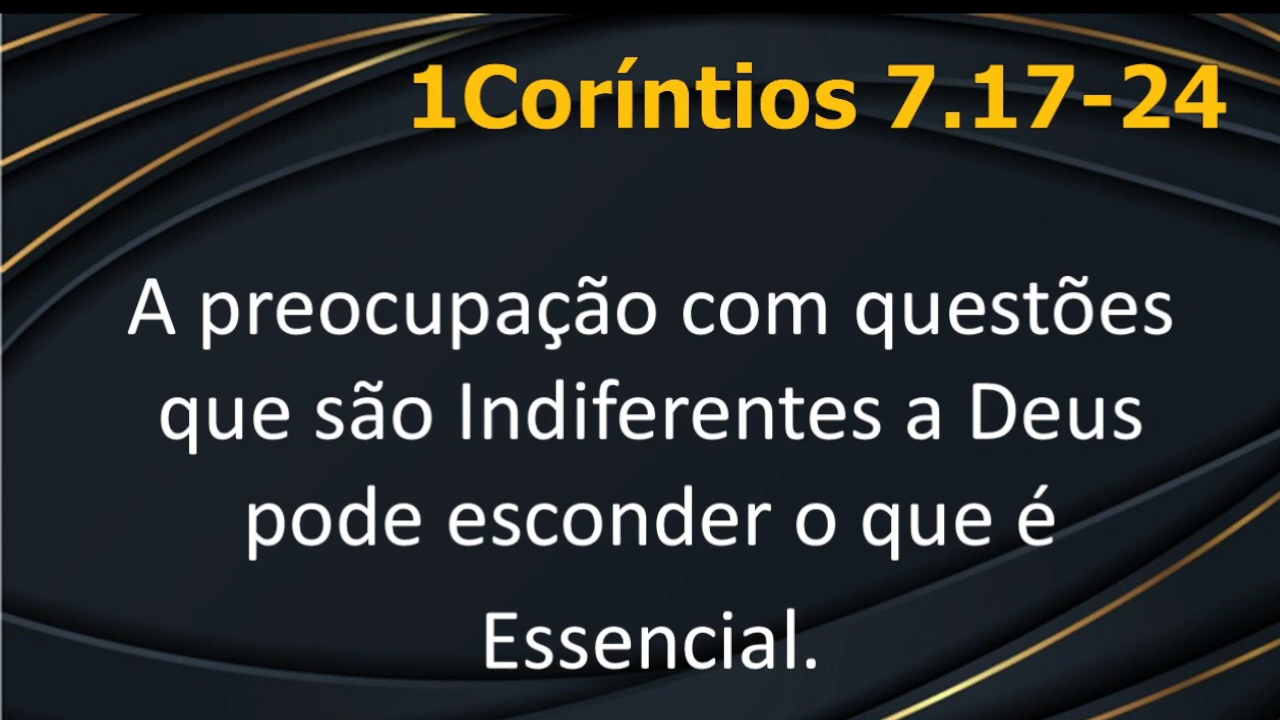 1Coríntios 7.17-24
A preocupação com questões
que são Indiferentes a Deus
pode esconder o que é
Essencial.